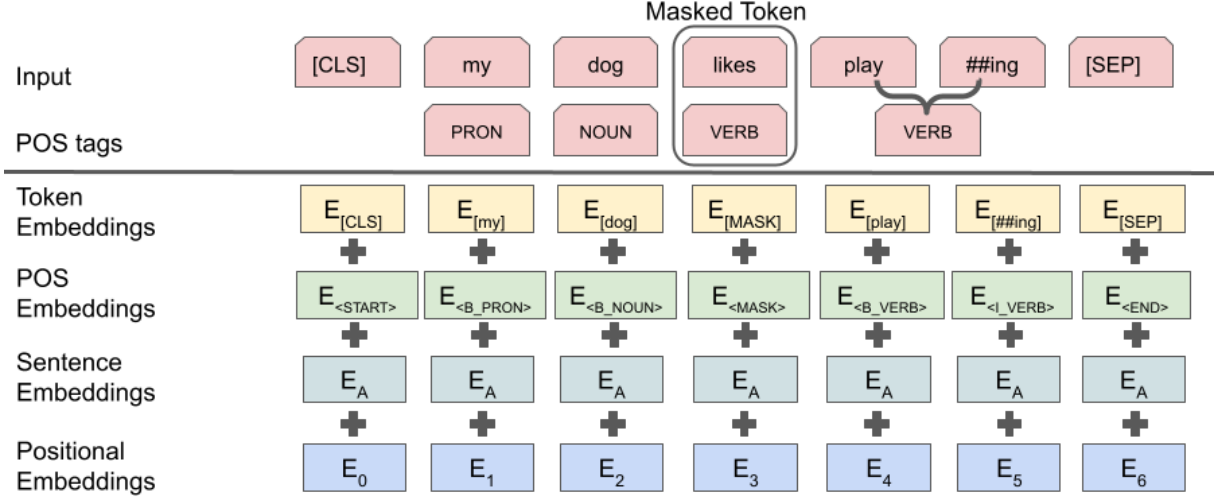 Masked Token
Input [CLS] my dog likes play ##ing [SEP]
POS tags PRON NOUN VERB VERB
Token Embeddings E[CLS] E[my] E[dog] E[MASK] E[play] E[##ing] E[SEP]
POS Embeddings E<START> E<B_PRON> E<B_NOUN> E<MASK> E<B_VERB> E<I_VERB> E<END>
Sentence Embeddings EA EA EA EA EA EA EA
Positional Embeddings E0 E1 E2 E3 E4 E5 E6